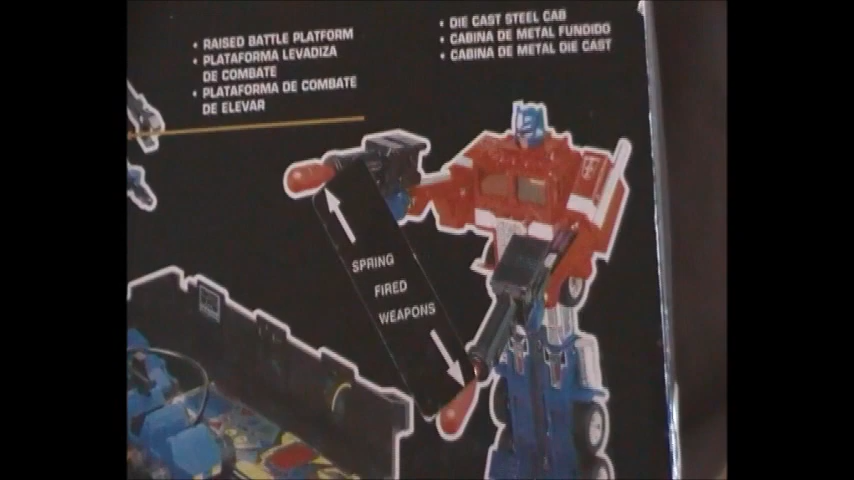 • RAISED BATTLE PLATFORM
• PLATAFORMA LEVADIZA
DE COMBATE
• PLATAFORMA DE COMBATE
DE ELEVAR
• DIE CAST STEEL CAB
• CABINA DE METAL FUNDIDO
• CABINA DE METAL DIE CAST
SPRING
FIRED
WEAPONS